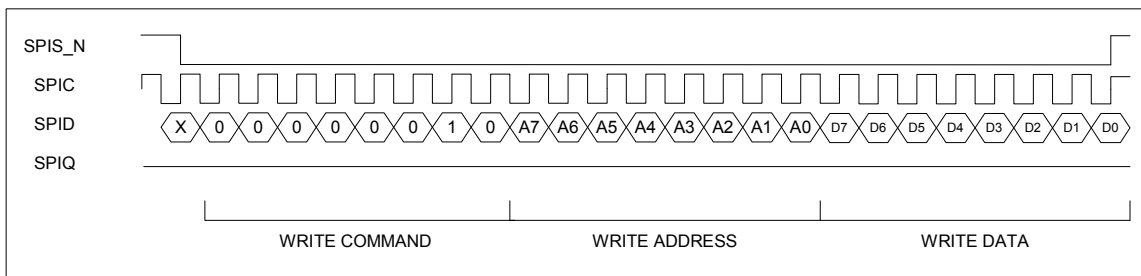 SPIS_N
SPIC
SPID X 0 0 0 0 0 0 1 0 A7 A6 A5 A4 A3 A2 A1 A0 D7 D6 D5 D4 D3 D2 D1 D0
SPIQ
WRITE COMMAND WRITE ADDRESS WRITE DATA